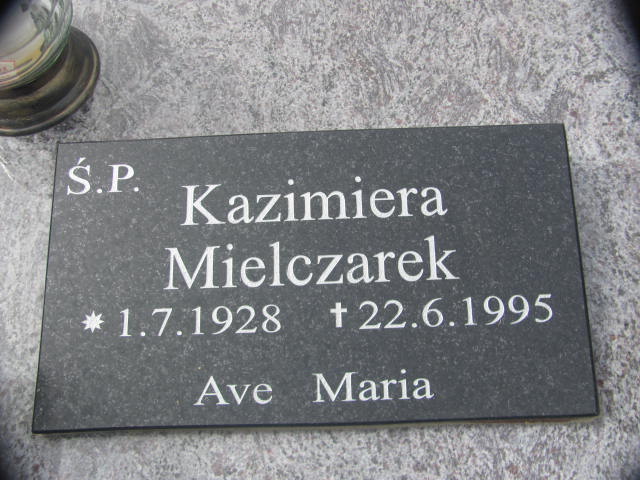 Ś.P.
Kazimiera
Mielczarek
* 1.7.1928 ✝ 22.6.1995
Ave Maria